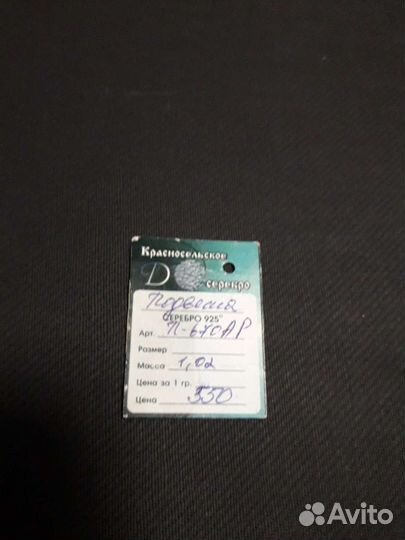 Красносельское
D
серебро
Подвеска
СЕРЕБРО 925°
Арт. П-670АР
Размер
Масса 1,02
Цена за 1 гр.
Цена 550
Avito